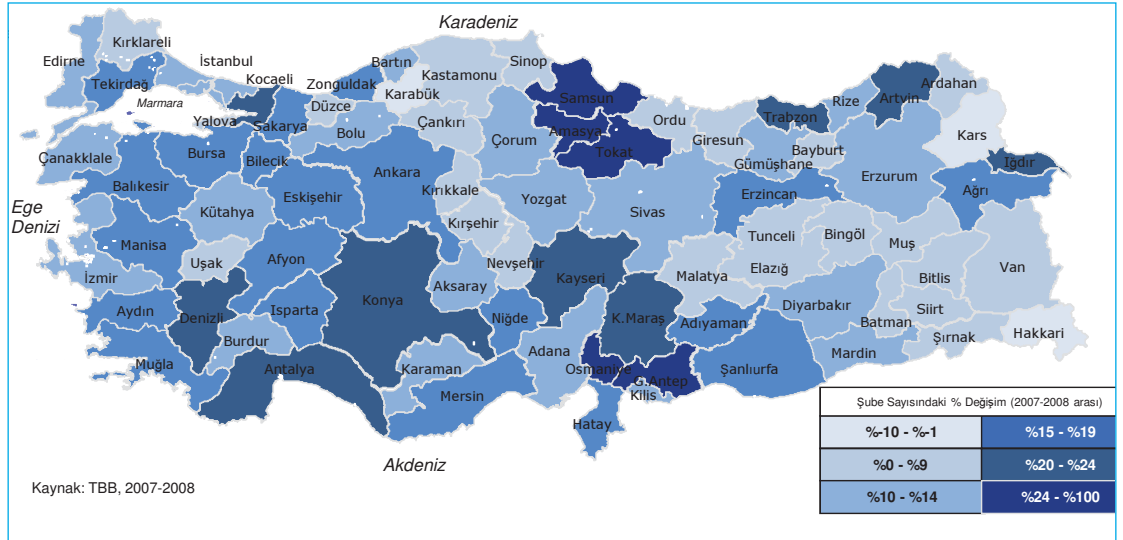 Karadeniz
Kırklareli
Edirne
İstanbul
Tekirdağ
Kocaeli
Marmara
Yalova
Sakarya
Zonguldak
Bartın
Kastamonu
Sinop
Karabük
Düzce
Bolu
Çankırı
Samsun
Amasya
Tokat
Çorum
Ordu
Giresun
Trabzon
Rize
Artvin
Ardahan
Kars
Gümüşhane
Bayburt
Erzurum
Iğdır
Ağrı
Çanakklale
Bursa
Bilecik
Balıkesir
Eskişehir
Ankara
Kırıkkale
Yozgat
Sivas
Erzincan
Ege
Denizi
Kütahya
Kırşehir
Manisa
Uşak
Afyon
Nevşehir
Kayseri
Malatya
Tunceli
Elazığ
Bingöl
Muş
Van
Bitlis
İzmir
Aksaray
Konya
Aydın
Denizli
Isparta
Niğde
K.Maraş
Adıyaman
Diyarbakır
Batman
Siirt
Şırnak
Hakkari
Burdur
Muğla
Antalya
Karaman
Mersin
Adana
Osmaniye
G.Antep
Kilis
Şanlıurfa
Mardin
Hatay
Akdeniz
Kaynak: TBB, 2007-2008
Şube Sayısındaki % Değişim (2007-2008 arası)
%-10 - %-1 %15 - %19
%0 - %9 %20 - %24
%10 - %14 %24 - %100